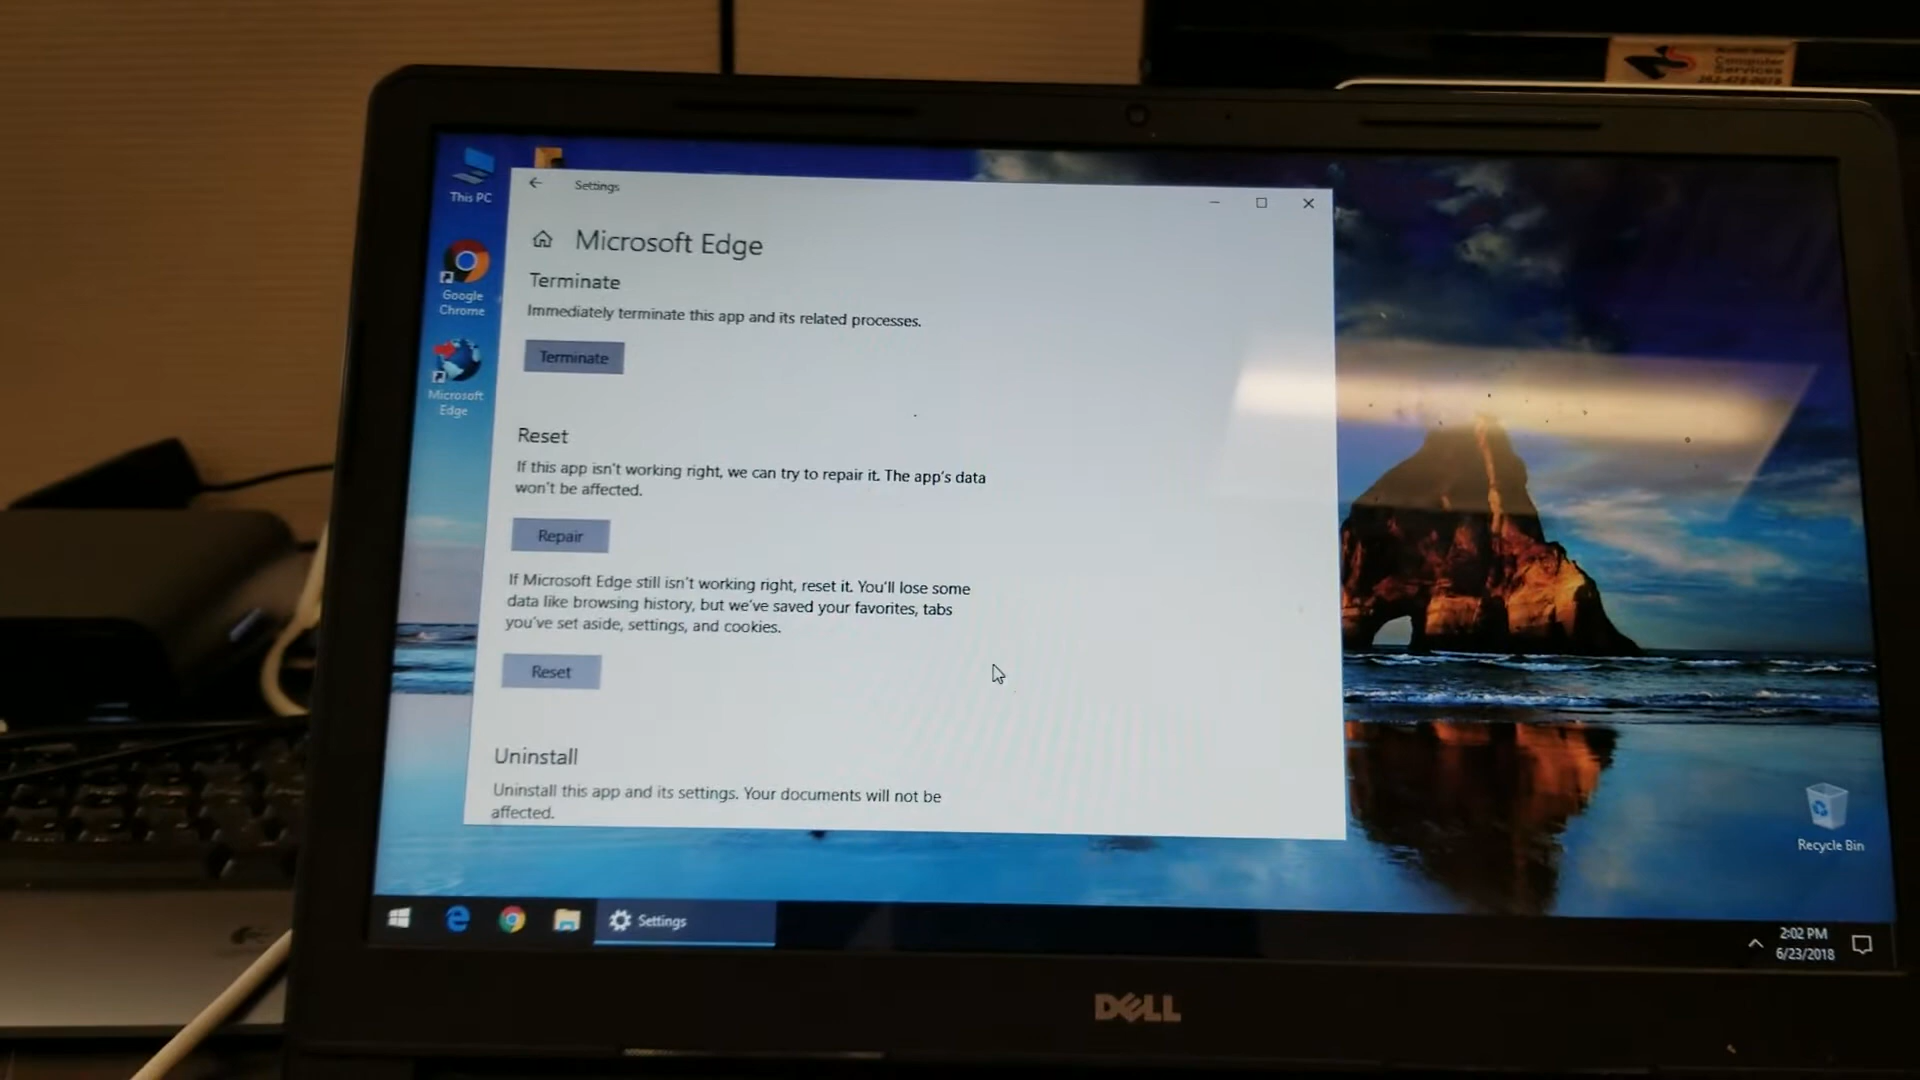 Computer
Services
This PC
Google
Chrome
Microsoft
Edge
Settings
Microsoft Edge
Terminate
Immediately terminate this app and its related processes.
Terminate
Reset
If this app isn't working right, we can try to repair it. The app's data
won't be affected.
Repair
If Microsoft Edge still isn't working right, reset it. You'll lose some
data like browsing history, but we've saved your favorites, tabs
you've set aside, settings, and cookies.
Reset
Uninstall
Uninstall this app and its settings. Your documents will not be
affected.
Recycle Bin
Settings
2:02 PM
6/23/2018
DELL